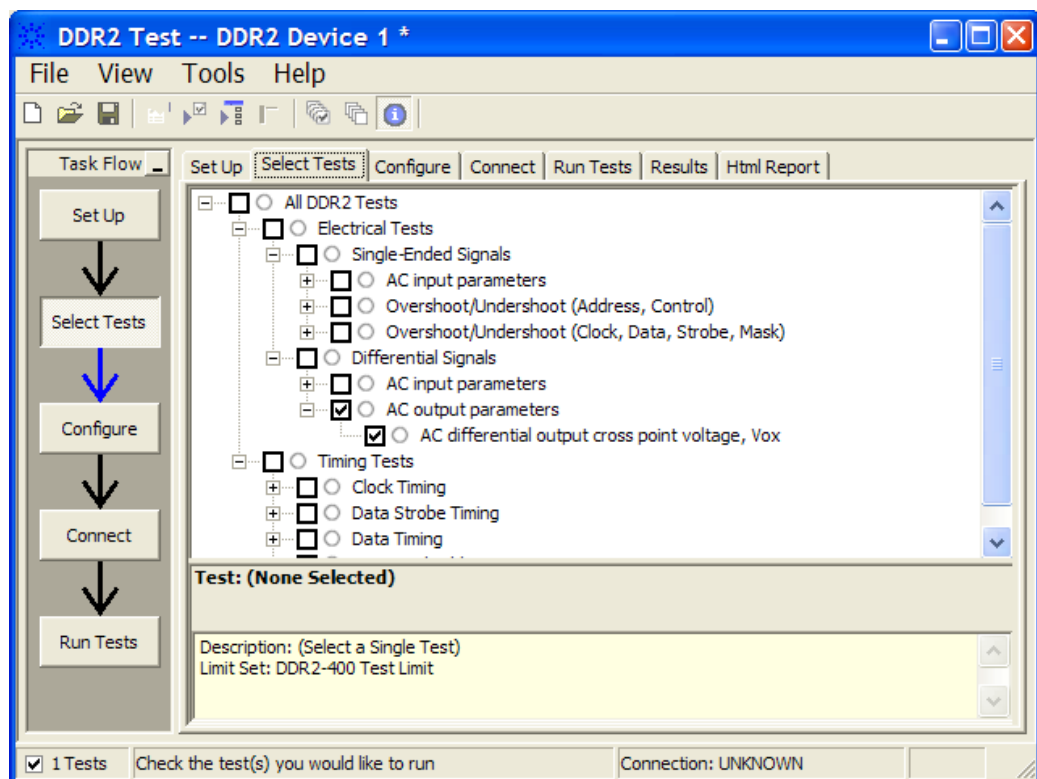 DDR2 Test -- DDR2 Device 1 *
File View Tools Help
Task Flow
Set Up
Select Tests
Configure
Connect
Run Tests
Set Up Select Tests Configure Connect Run Tests Results Html Report
All DDR2 Tests
Electrical Tests
Single-Ended Signals
AC input parameters
Overshoot/Undershoot (Address, Control)
Overshoot/Undershoot (Clock, Data, Strobe, Mask)
Differential Signals
AC input parameters
AC output parameters
AC differential output cross point voltage, Vox
Timing Tests
Clock Timing
Data Strobe Timing
Data Timing
Test: (None Selected)
Description: (Select a Single Test)
Limit Set: DDR2-400 Test Limit
1 Tests Check the test(s) you would like to run Connection: UNKNOWN